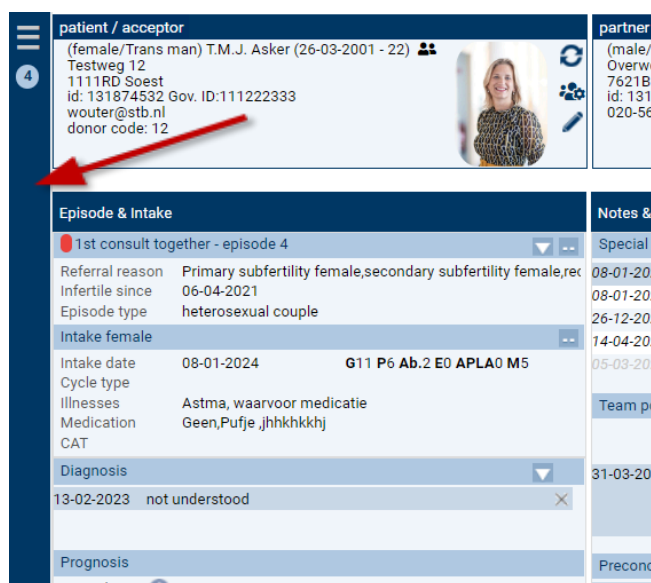 4
patient / acceptor
(female/Trans man) T.M.J. Asker (26-03-2001 - 22)
Testweg 12
1111RD Soest
id: 131874532 Gov. ID:111222333
wouter@stb.nl
donor code: 12
partner
(male/
Overw
7621B
id: 131
020-56
Episode & Intake
1st consult together - episode 4
Referral reason Primary subfertility female,secondary subfertility female,rec
Infertile since 06-04-2021
Episode type heterosexual couple
Intake female
Intake date 08-01-2024 G11 P6 Ab.2 E0 APLA0 M5
Cycle type
Illnesses Astma, waarvoor medicatie
Medication Geen,Pufje ,jhhkhkkhj
CAT
Diagnosis
13-02-2023 not understood
Prognosis
Notes &
Special
08-01-20
08-01-20
26-12-20
14-04-20
05-03-20
Team p
31-03-20
Precon